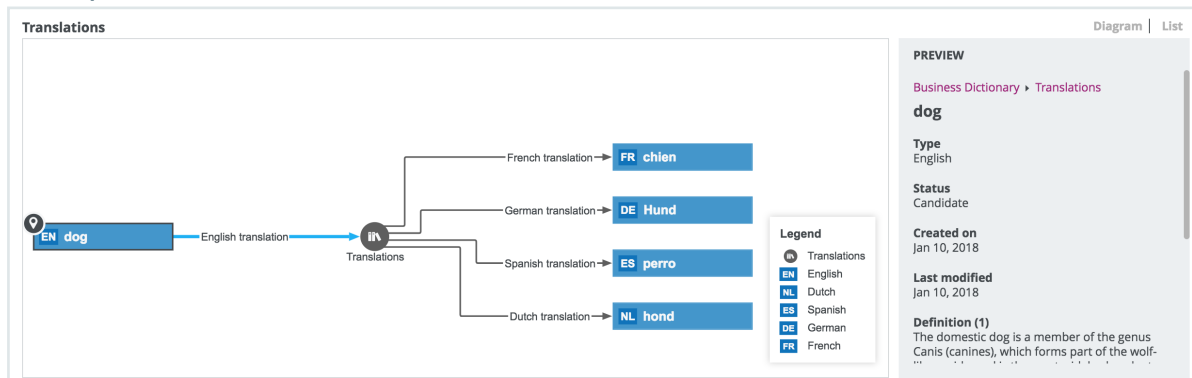 Translations
Diagram | List
French translation
FR chien
German translation
DE Hund
EN dog
English translation
Translations
Spanish translation
ES perro
Dutch translation
NL hond
Legend
Translations
EN English
NL Dutch
ES Spanish
DE German
FR French
PREVIEW
Business Dictionary ▸ Translations
dog
Type
English
Status
Candidate
Created on
Jan 10, 2018
Last modified
Jan 10, 2018
Definition (1)
The domestic dog is a member of the genus
Canis (canines), which forms part of the wolf-